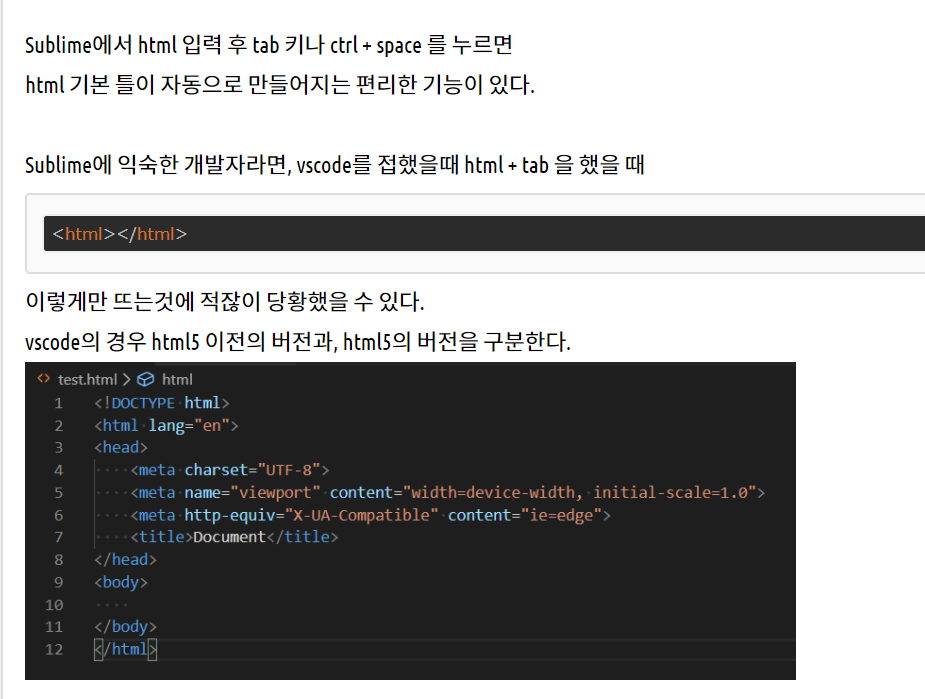 Sublime에서 html 입력 후 tab 키나 ctrl + space 를 누르면
html 기본 틀이 자동으로 만들어지는 편리한 기능이 있다.
Sublime에 익숙한 개발자라면, vscode를 접했을때 html + tab 을 했을 때
<html></html>
이렇게만 뜨는것에 적잖이 당황했을 수 있다.
vscode의 경우 html5 이전의 버전과, html5의 버전을 구분한다.
<> test.html > html
1 <!DOCTYPE html>
2 <html lang="en">
3 <head>
4 ····<meta charset="UTF-8">
5 ····<meta name="viewport" content="width=device-width, initial-scale=1.0">
6 ····<meta http-equiv="X-UA-Compatible" content="ie=edge">
7 ····<title>Document</title>
8 </head>
9 <body>
10 ····
11 </body>
12 </html>